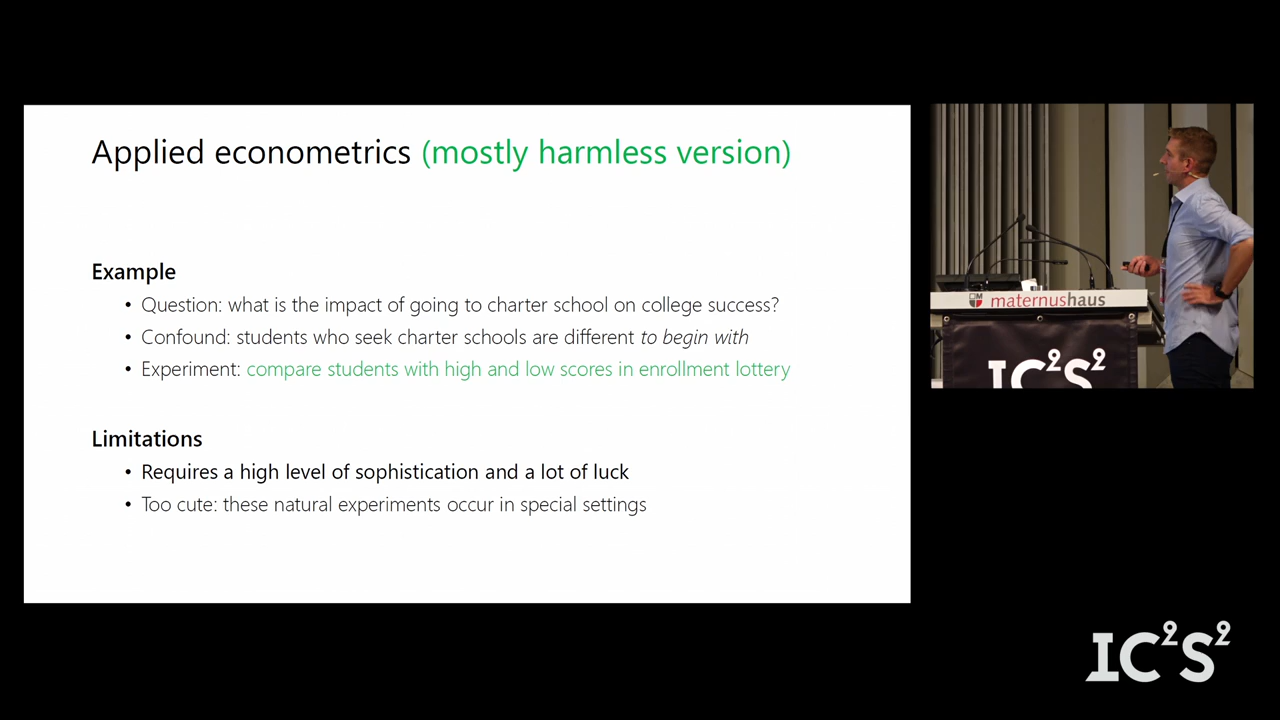 Applied econometrics (mostly harmless version)
Example
• Question: what is the impact of going to charter school on college success?
• Confound: students who seek charter schools are different to begin with
• Experiment: compare students with high and low scores in enrollment lottery
Limitations
• Requires a high level of sophistication and a lot of luck
• Too cute: these natural experiments occur in special settings
maternushaus
IC²S²
IC²S²